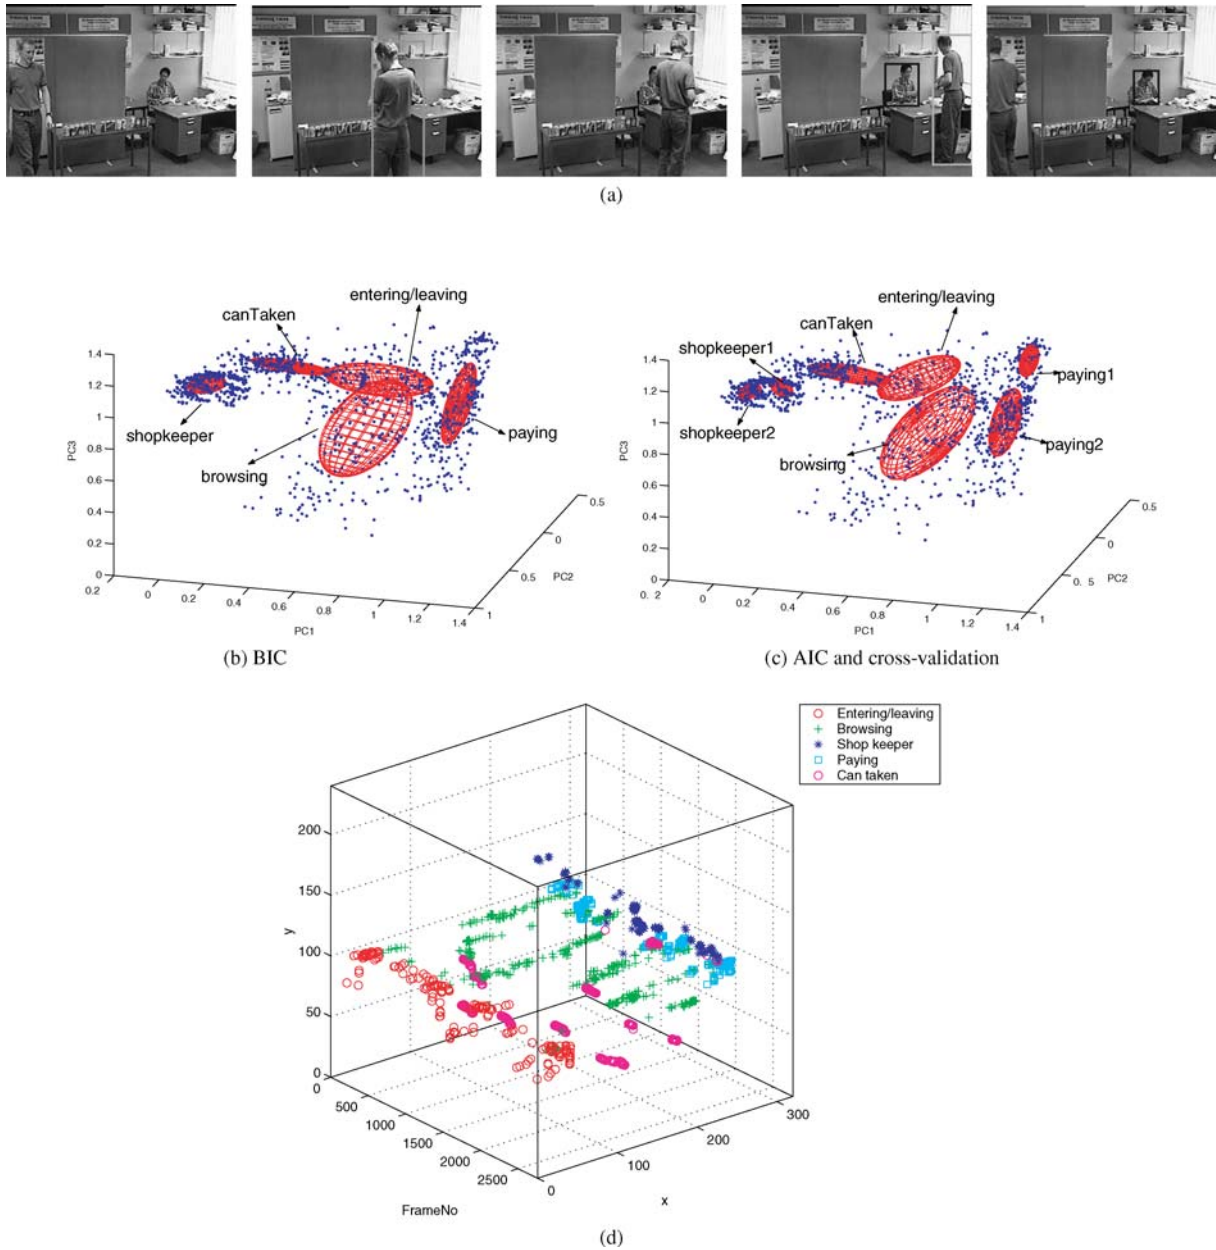 (a)
entering/leaving
canTaken
shopkeeper
browsing
paying
1.4
1.2
1
0.8
0.6
0.4
0.2
0
PC3
0.2
0
0.2
0.4
0.6
0.8
1
1.2
1.4
PC1
1
0.5
0
0.5
PC2
(b) BIC
entering/leaving
canTaken
shopkeeper1
shopkeeper2
browsing
paying1
paying2
1.4
1.2
1
0.8
0.6
0.4
0.2
0
PC3
0. 2
0
0.2
0.4
0.6
0.8
1
1.2
1.4
PC1
1
0. 5
0
0.5
PC2
(c) AIC and cross-validation
Entering/leaving
Browsing
Shop keeper
Paying
Can taken
200
150
100
50
0
y
0
500
1000
1500
2000
2500
FrameNo
0
100
200
300
x
(d)